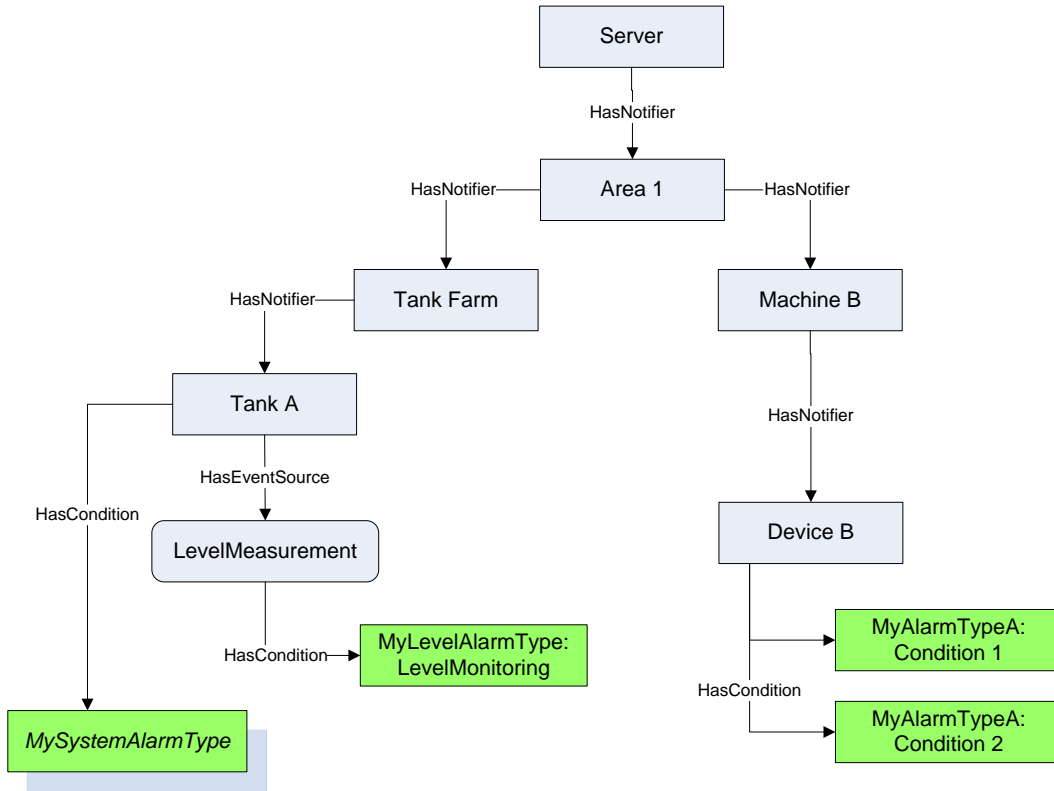 Server
HasNotifier
Area 1
HasNotifier
HasNotifier
Tank Farm
Machine B
HasNotifier
Tank A
HasNotifier
HasEventSource
HasCondition
LevelMeasurement
Device B
MyLevelAlarmType:
LevelMonitoring
HasCondition
MyAlarmTypeA:
Condition 1
HasCondition
MySystemAlarmType
MyAlarmTypeA:
Condition 2